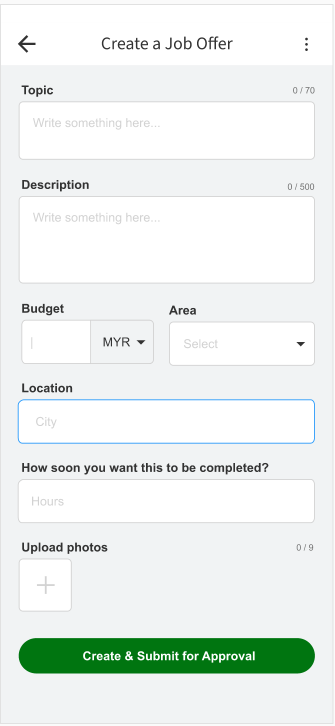 Create a Job Offer
Topic 0 / 70
Write something here...
Description 0 / 500
Write something here...
Budget Area
MYR Select
Location
City
How soon you want this to be completed?
Hours
Upload photos 0 / 9
Create & Submit for Approval